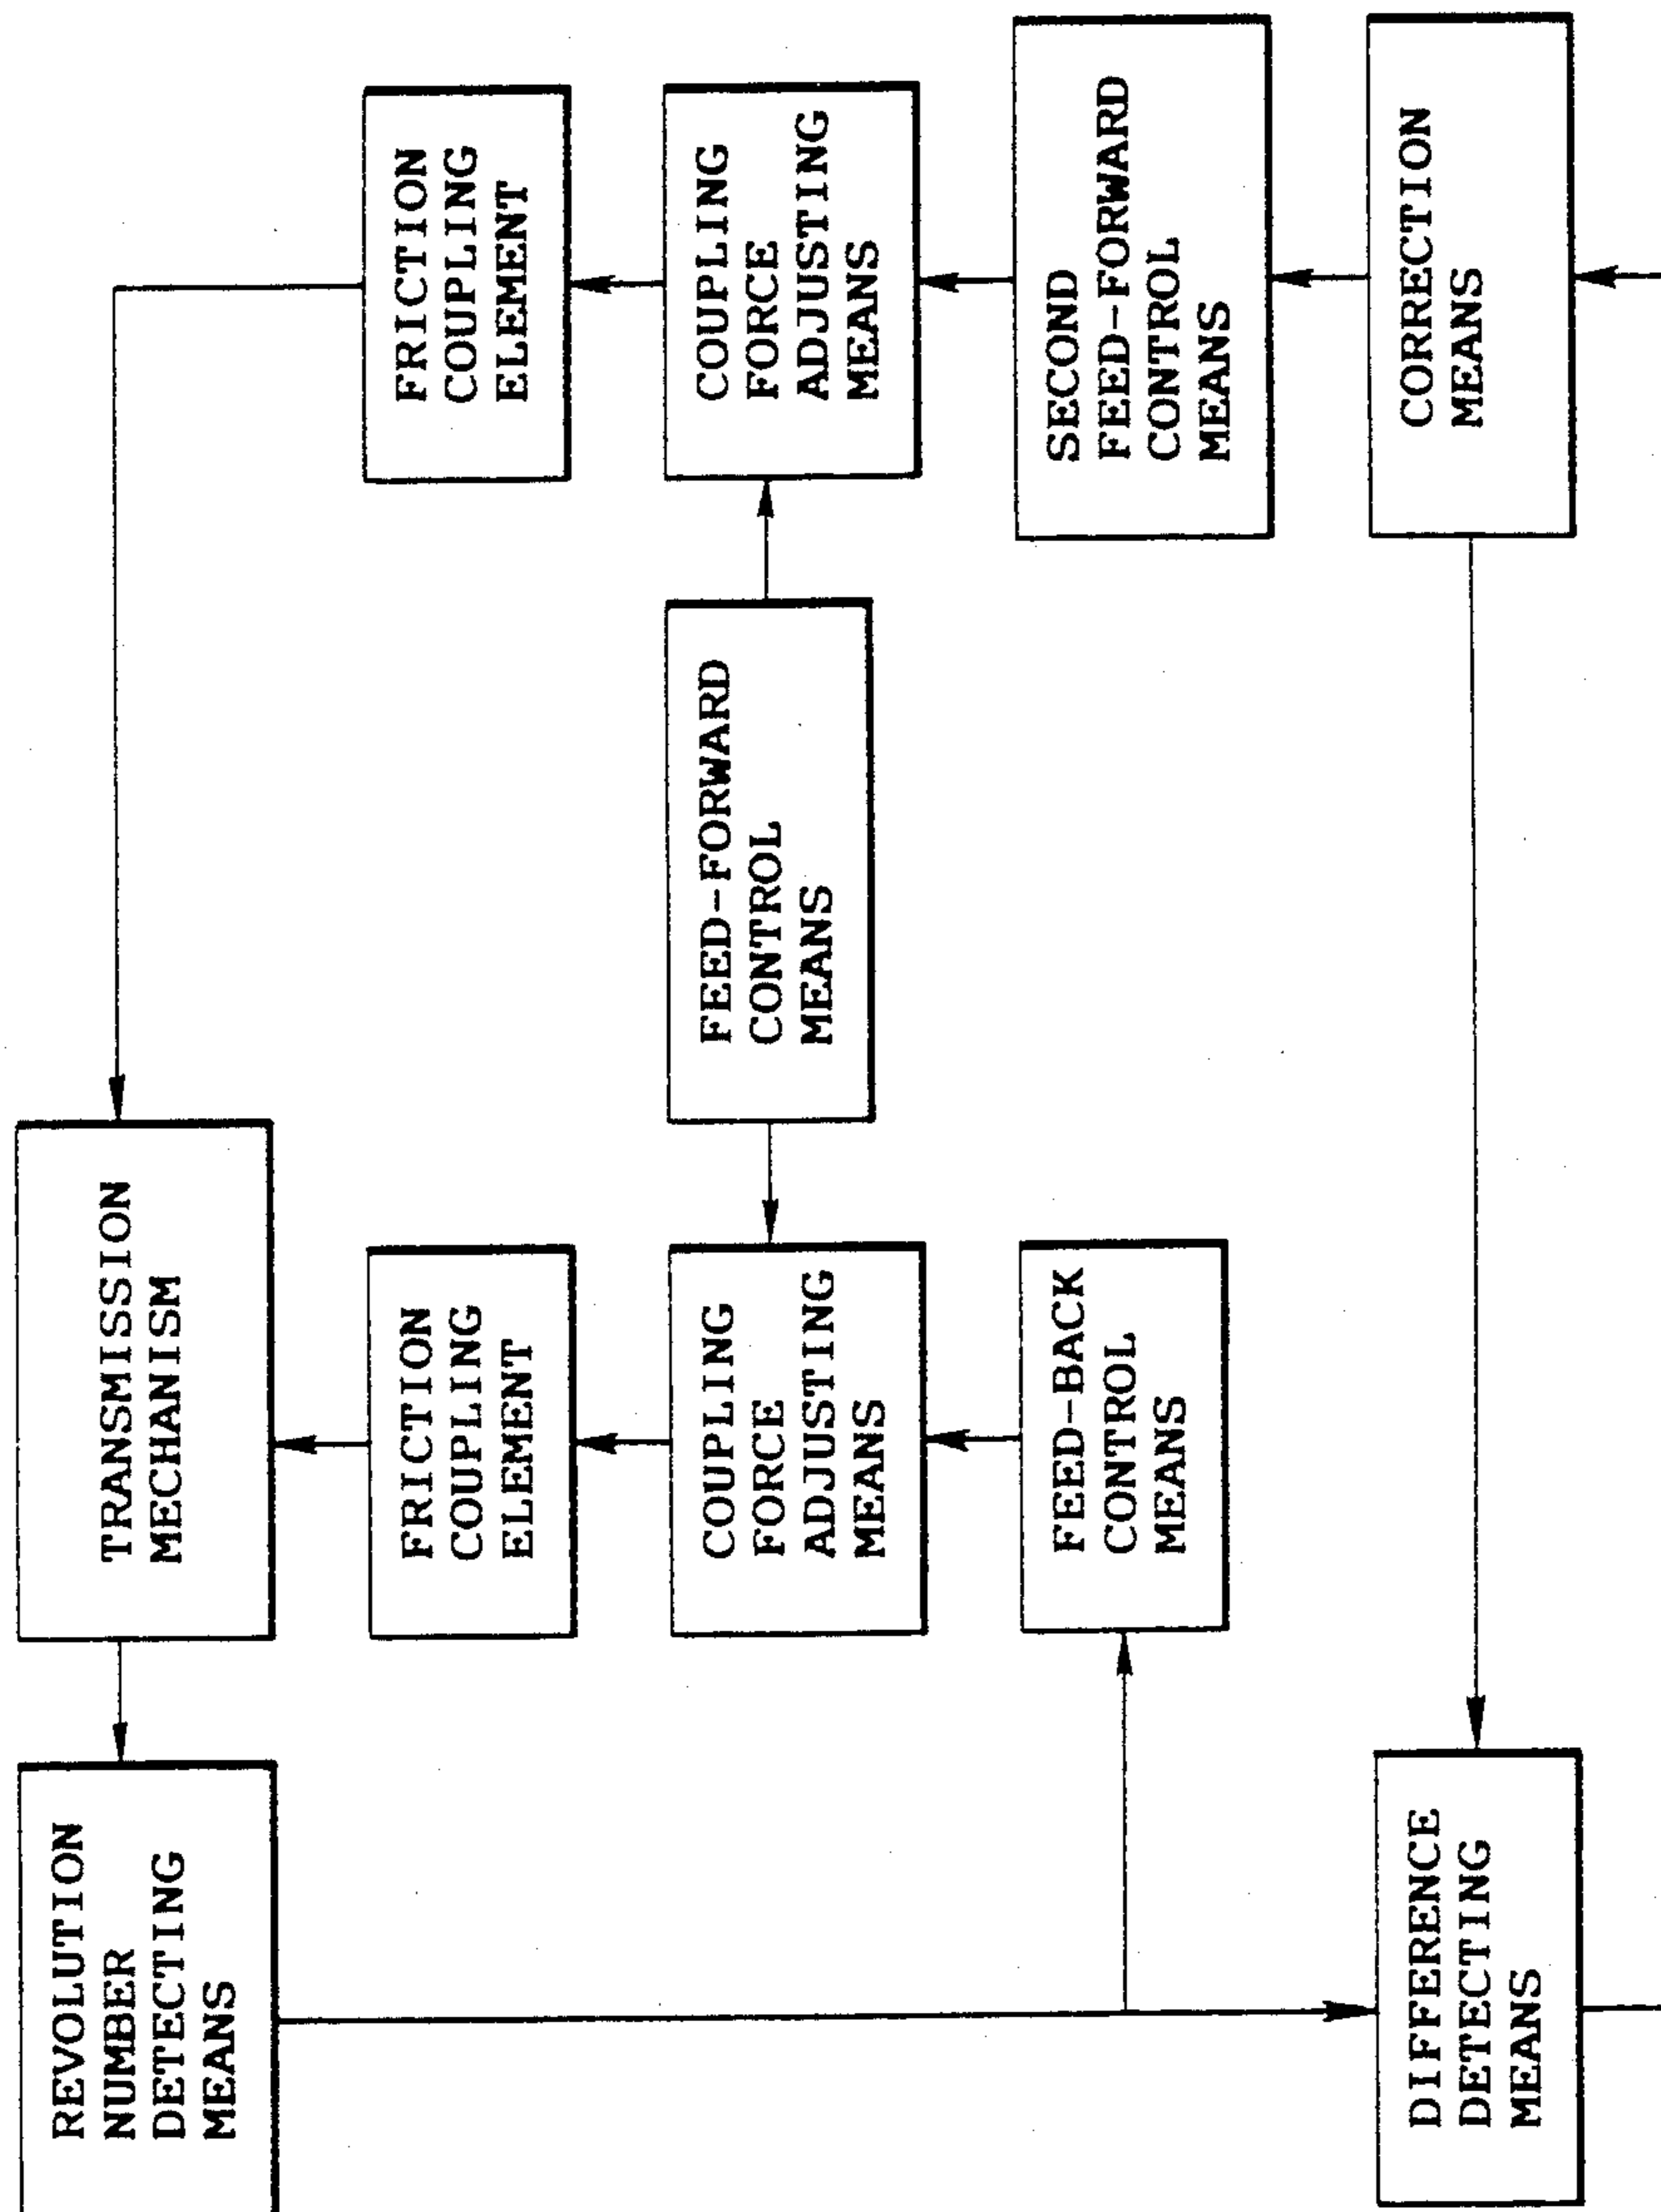 REVOLUTION
NUMBER
DETECTING
MEANS
TRANSMISSION
MECHANISM
FRICTION
COUPLING
ELEMENT
COUPLING
FORCE
ADJUSTING
MEANS
FEED-BACK
CONTROL
MEANS
FEED-FORWARD
CONTROL
MEANS
FRICTION
COUPLING
ELEMENT
COUPLING
FORCE
ADJUSTING
MEANS
SECOND
FEED-FORWARD
CONTROL
MEANS
DIFFERENCE
DETECTING
MEANS
CORRECTION
MEANS